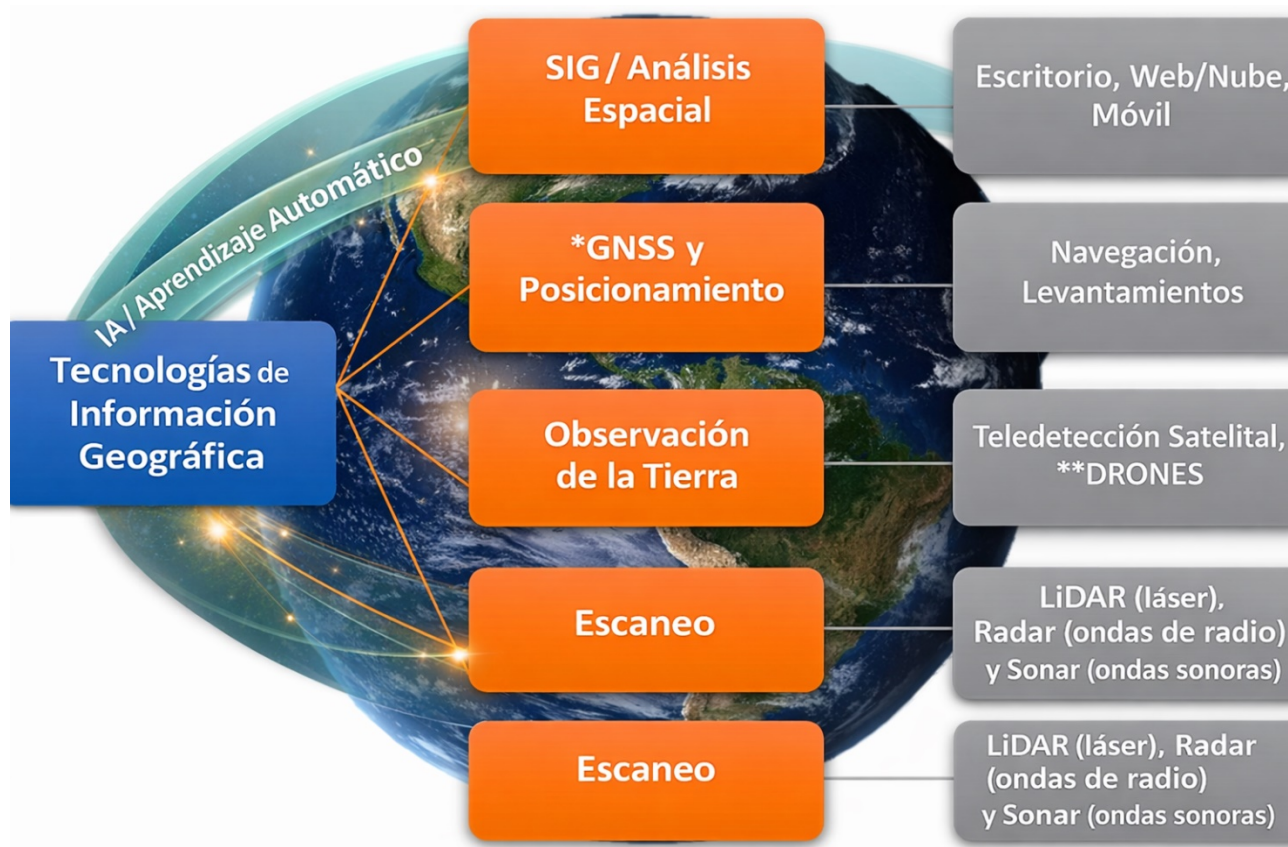 IA / Aprendizaje Automático
Tecnologías de
Información
Geográfica
SIG / Análisis
Espacial
Escritorio, Web/Nube,
Móvil
*GNSS y
Posicionamiento
Navegación,
Levantamientos
Observación
de la Tierra
Teledetección Satelital,
**DRONES
Escaneo
LiDAR (láser),
Radar (ondas de radio)
y Sonar (ondas sonoras)
Escaneo
LiDAR (láser), Radar
(ondas de radio)
y Sonar (ondas sonoras)